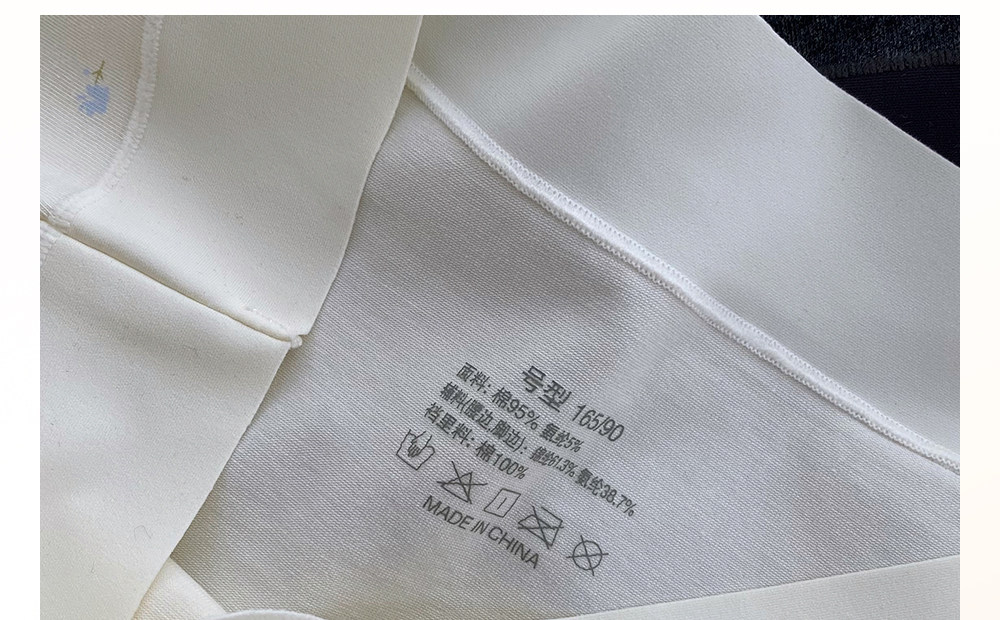 号型 165/90
面料: 棉95% 氨纶5%
辅料(腰边,脚边): 锦纶61.3% 氨纶38.7%
裆里料: 棉100%
MADE IN CHINA